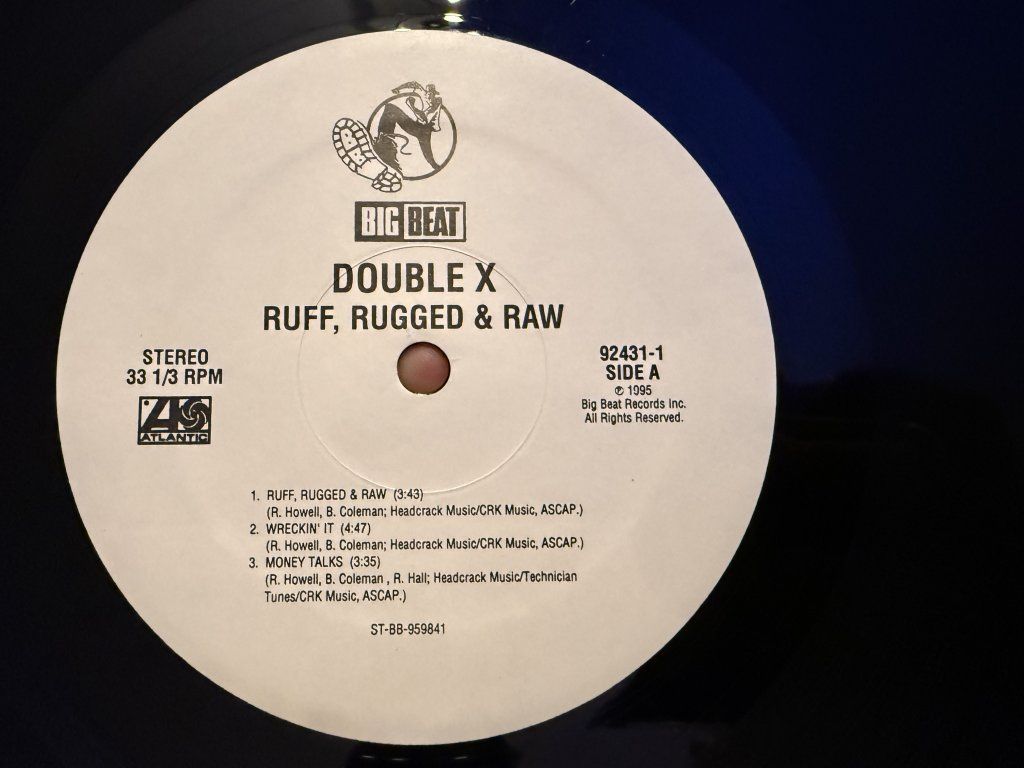 BIG BEAT
DOUBLE X
RUFF, RUGGED & RAW
STEREO
33 1/3 RPM
ATLANTIC
92431-1
SIDE A
℗ 1995
Big Beat Records Inc.
All Rights Reserved.
1. RUFF, RUGGED & RAW (3:43)
(R. Howell, B. Coleman; Headcrack Music/CRK Music, ASCAP.)
2. WRECKIN' IT (4:47)
(R. Howell, B. Coleman; Headcrack Music/CRK Music, ASCAP.)
3. MONEY TALKS (3:35)
(R. Howell, B. Coleman , R. Hall; Headcrack Music/Technician
Tunes/CRK Music, ASCAP.)
ST-BB-959841